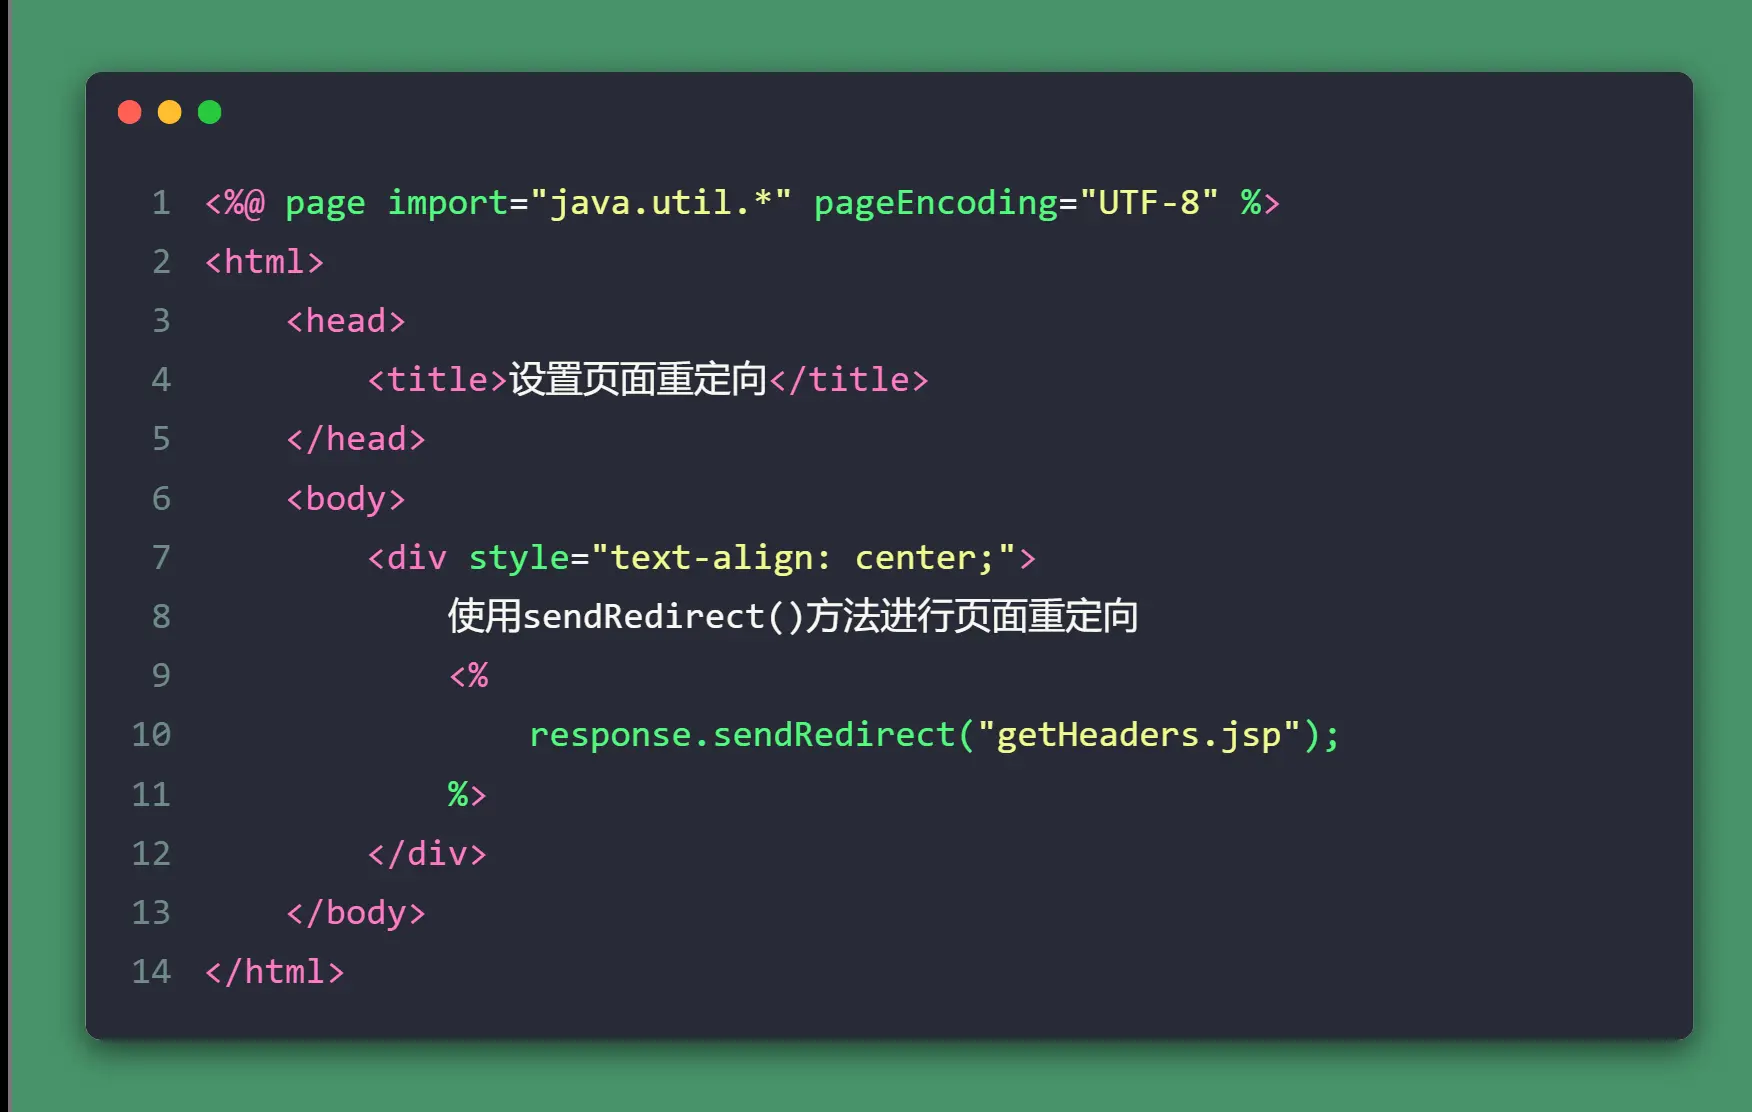 1 <%@ page import="java.util.*" pageEncoding="UTF-8" %>
2 <html>
3     <head>
4         <title>设置页面重定向</title>
5     </head>
6     <body>
7         <div style="text-align: center;">
8             使用sendRedirect()方法进行页面重定向
9             <%
10                 response.sendRedirect("getHeaders.jsp");
11             %>
12         </div>
13     </body>
14 </html>